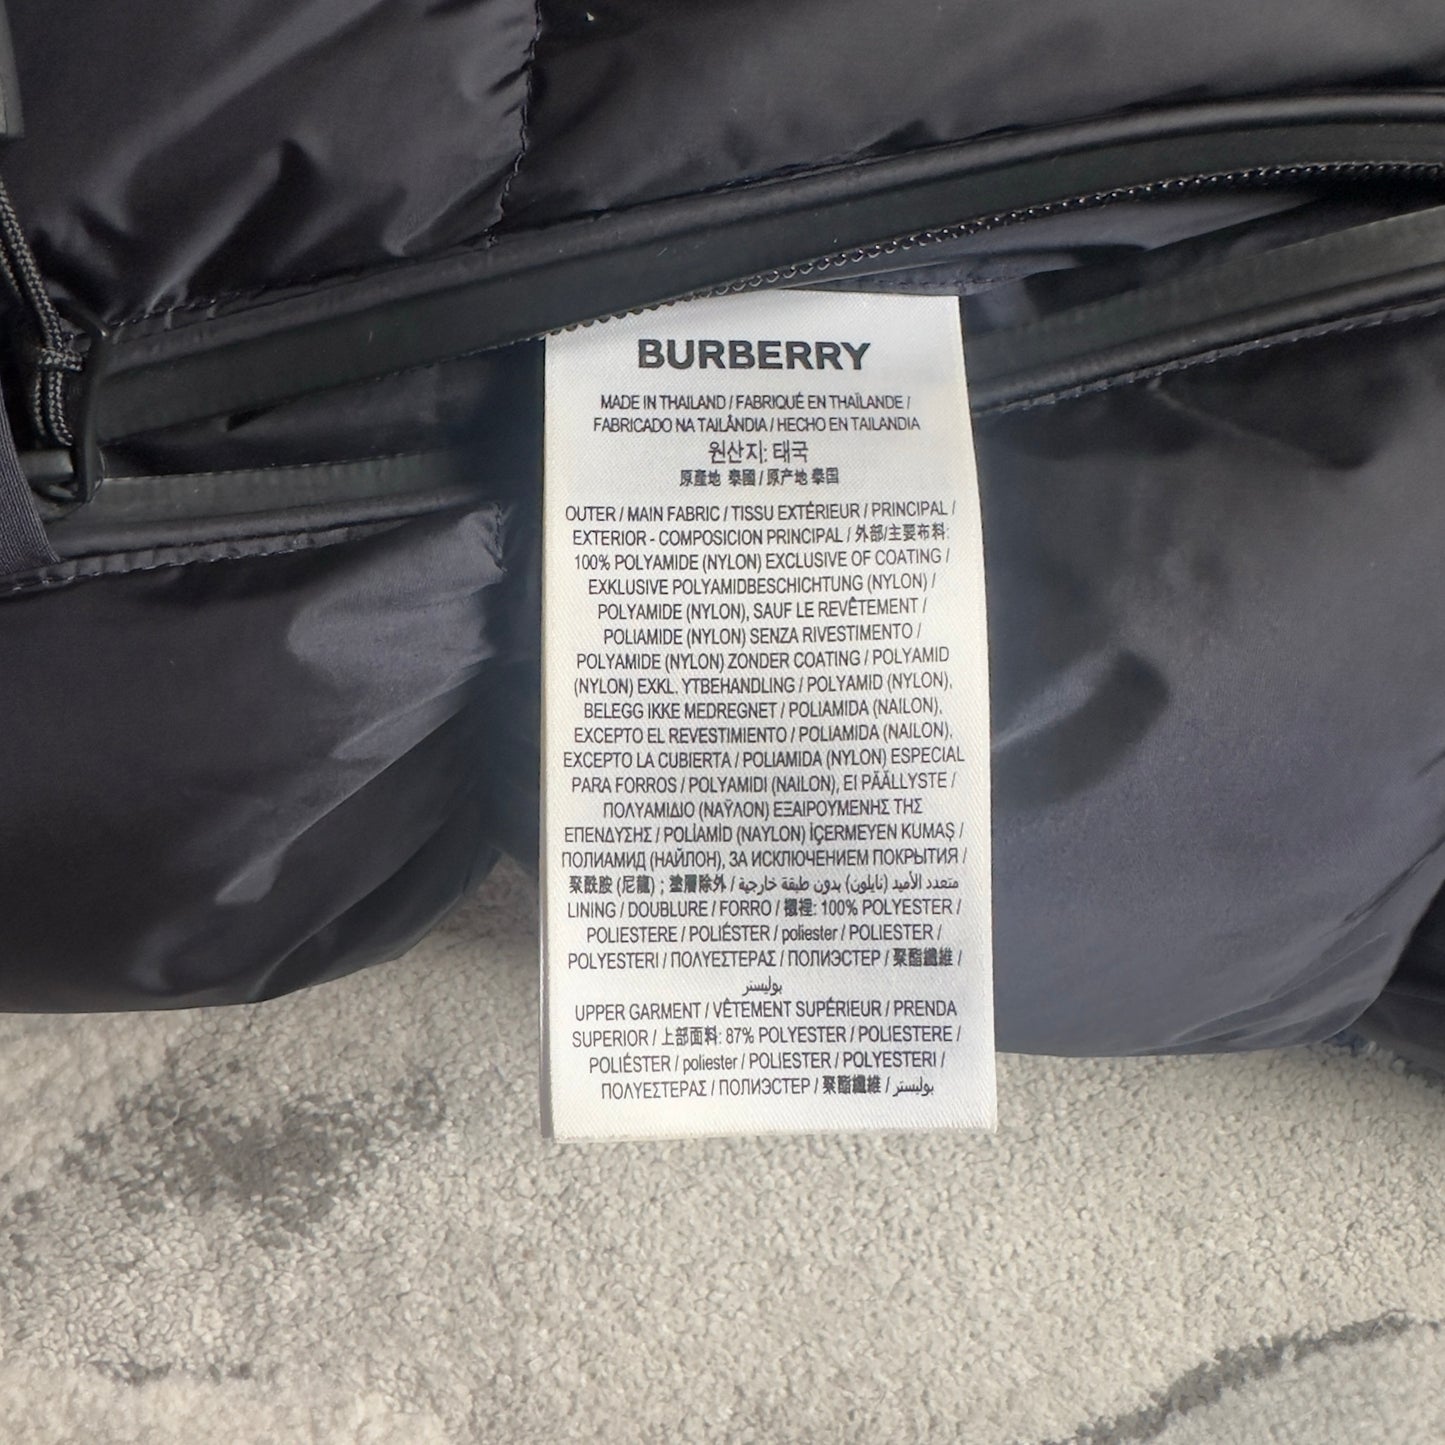 BURBERRY
MADE IN THAILAND / FABRIQUÉ EN THAÏLANDE /
FABRICADO NA TAILÂNDIA / HECHO EN TAILANDIA
원산지: 태국
原產地 泰國 / 原产地 泰国
OUTER / MAIN FABRIC / TISSU EXTÉRIEUR / PRINCIPAL /
EXTERIOR - COMPOSICION PRINCIPAL / 外部/主要布料:
100% POLYAMIDE (NYLON) EXCLUSIVE OF COATING /
EXKLUSIVE POLYAMIDBESCHICHTUNG (NYLON) /
POLYAMIDE (NYLON), SAUF LE REVÊTEMENT /
POLIAMIDE (NYLON) SENZA RIVESTIMENTO /
POLYAMIDE (NYLON) ZONDER COATING / POLYAMID
(NYLON) EXKL. YTBEHANDLING / POLYAMID (NYLON),
BELEGG IKKE MEDREGNET / POLIAMIDA (NAILON),
EXCEPTO EL REVESTIMIENTO / POLIAMIDA (NAILON),
EXCEPTO LA CUBIERTA / POLIAMIDA (NYLON) ESPECIAL
PARA FORROS / POLYAMIDI (NAILON), EI PÄÄLLYSTE /
ΠΟΛΥΑΜΙΔΙΟ (ΝΑΫΛΟΝ) ΕΞΑΙΡΟΥΜΕΝΗΣ ΤΗΣ
ΕΠΕΝΔΥΣΗΣ / POLİAMİD (NAYLON) İÇERMEYEN KUMAŞ /
ПОЛИАМИД (НАЙЛОН), ЗА ИСКЛЮЧЕНИЕМ ПОКРЫТИЯ /
聚酰胺 (尼龍) ; 塗層除外 / متعدد الأميد (نايلون) بدون طبقة خارجية
LINING / DOUBLURE / FORRO / 襯裡: 100% POLYESTER /
POLIESTERE / POLIÉSTER / poliester / POLIESTER /
POLYESTERI / ΠΟΛΥΕΣΤΕΡΑΣ / ПОЛИЭСТЕР / 聚酯纖維 /
بوليستر
UPPER GARMENT / VÊTEMENT SUPÉRIEUR / PRENDA
SUPERIOR / 上部面料: 87% POLYESTER / POLIESTERE /
POLIÉSTER / poliester / POLIESTER / POLYESTERI /
ΠΟΛΥΕΣΤΕΡΑΣ / ПОЛИЭСТЕР / 聚酯纖維 / بوليستر